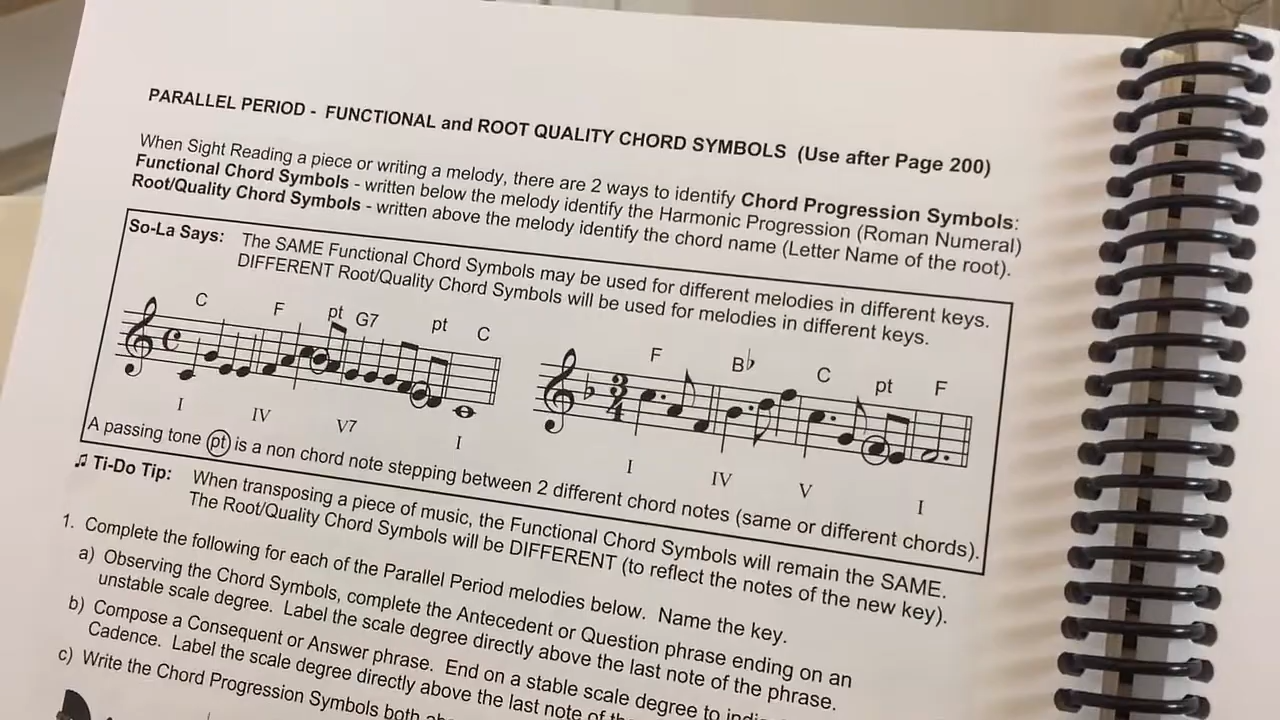 PARALLEL PERIOD - FUNCTIONAL and ROOT QUALITY CHORD SYMBOLS (Use after Page 200)
When Sight Reading a piece or writing a melody, there are 2 ways to identify Chord Progression Symbols:
Functional Chord Symbols - written below the melody identify the Harmonic Progression (Roman Numeral)
Root/Quality Chord Symbols - written above the melody identify the chord name (Letter Name of the root).
So-La Says: The SAME Functional Chord Symbols may be used for different melodies in different keys.
DIFFERENT Root/Quality Chord Symbols will be used for melodies in different keys.
C F pt G7 pt C F B♭ C pt F
3
4
I IV V7 I I IV V I
A passing tone (pt) is a non chord note stepping between 2 different chord notes (same or different chords).
♫ Ti-Do Tip: When transposing a piece of music, the Functional Chord Symbols will remain the SAME.
The Root/Quality Chord Symbols will be DIFFERENT (to reflect the notes of the new key).
1. Complete the following for each of the Parallel Period melodies below. Name the key.
a) Observing the Chord Symbols, complete the Antecedent or Question phrase ending on an
unstable scale degree. Label the scale degree directly above the last note of the phrase.
b) Compose a Consequent or Answer phrase. End on a stable scale degree to
Cadence. Label the scale degree directly above the last note of
c) Write the Chord Progression Symbols both